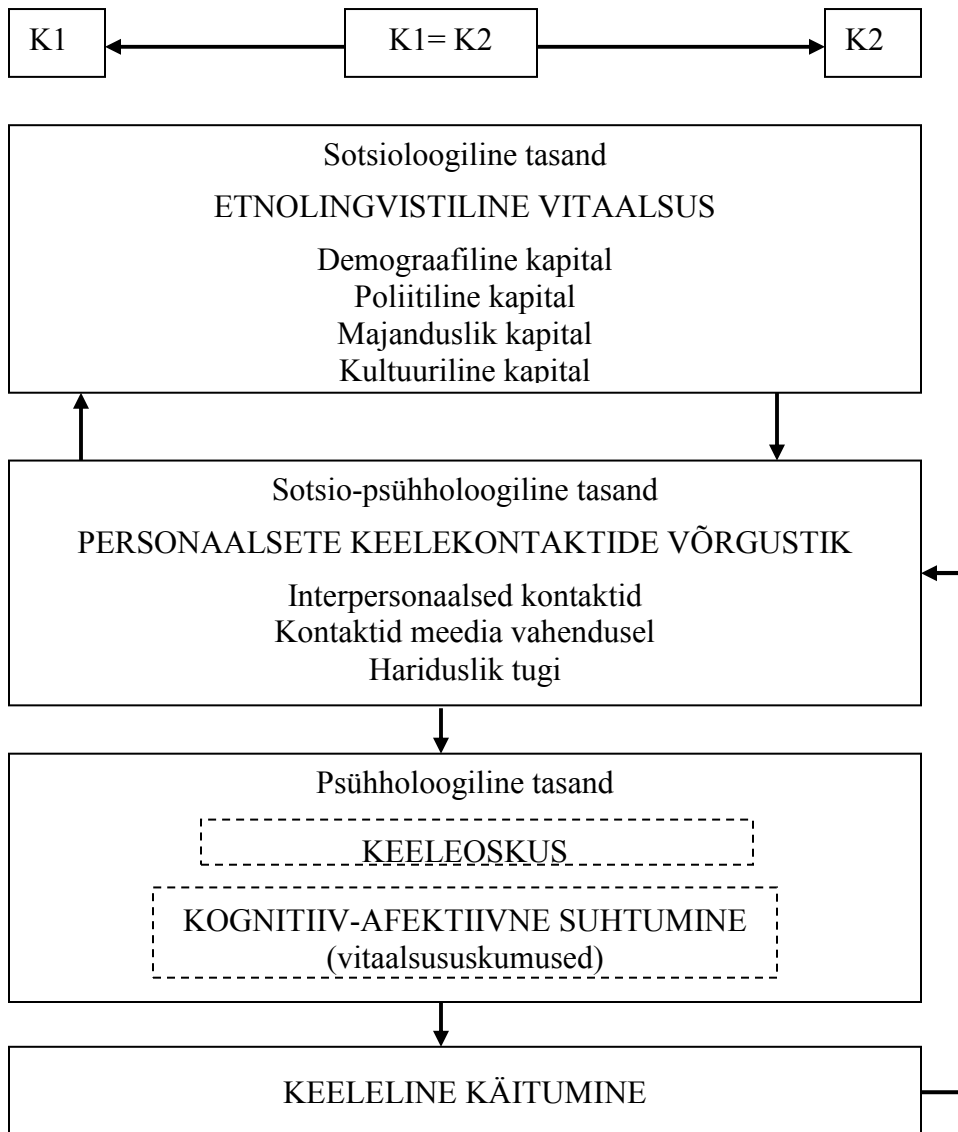 K1 K1= K2 K2
Sotsioloogiline tasand
ETNOLINGVISTILINE VITAALSUS
Demograafiline kapital
Poliitiline kapital
Majanduslik kapital
Kultuuriline kapital
Sotsio-psühholoogiline tasand
PERSONAALSETE KEELEKONTAKTIDE VÕRGUSTIK
Interpersonaalsed kontaktid
Kontaktid meedia vahendusel
Hariduslik tugi
Psühholoogiline tasand
KEELEOSKUS
KOGNITIIV-AFEKTIIVNE SUHTUMINE
(vitaalsususkumused)
KEELELINE KÄITUMINE